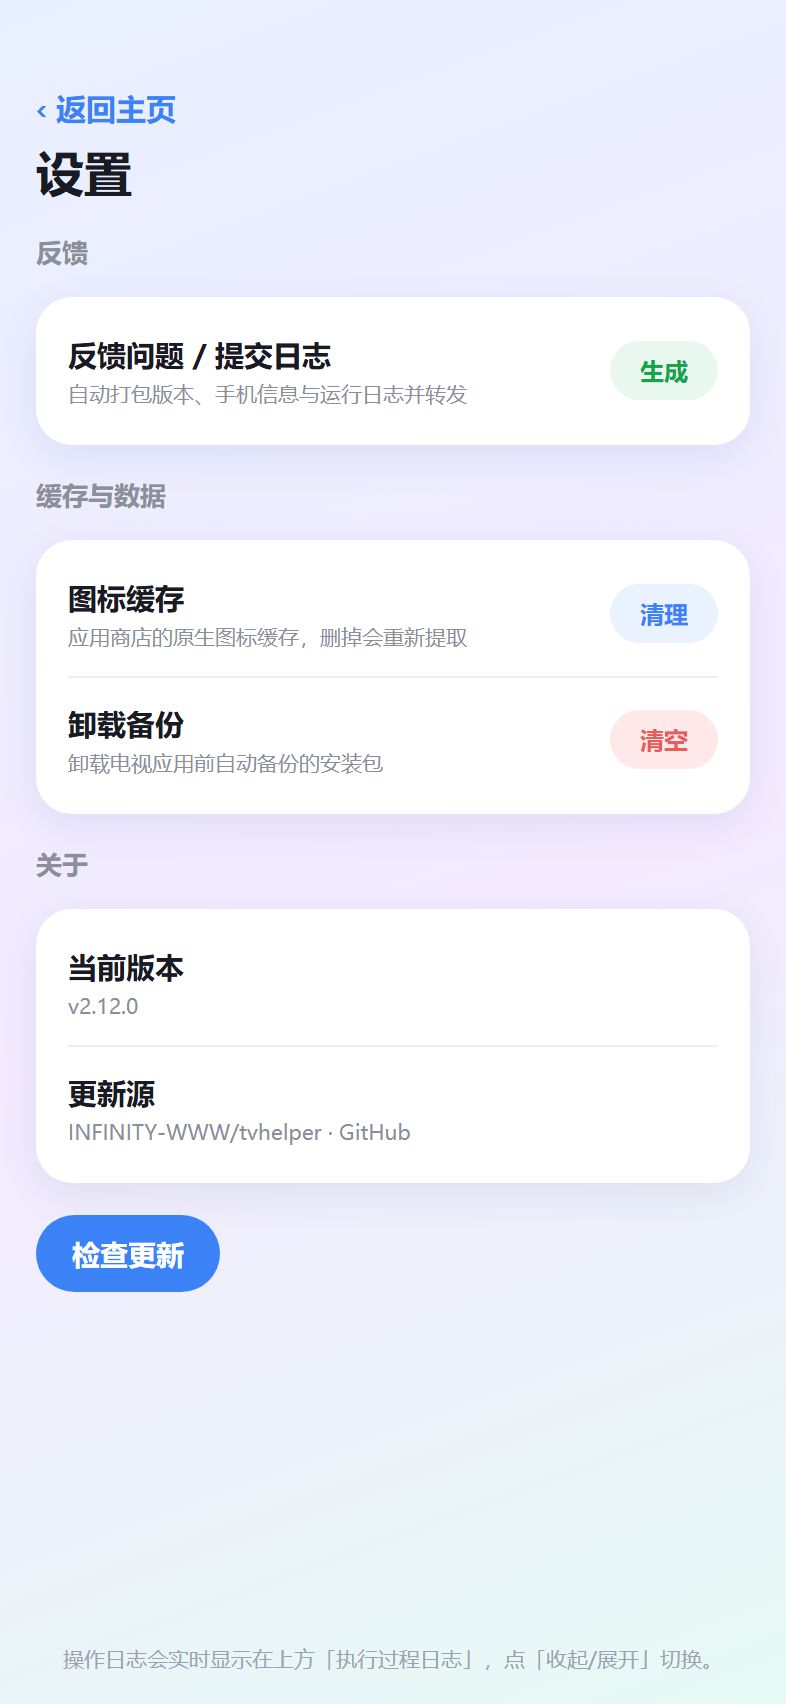 ‹ 返回主页
设置
反馈
反馈问题 / 提交日志
自动打包版本、手机信息与运行日志并转发
生成
缓存与数据
图标缓存
应用商店的原生图标缓存，删掉会重新提取
清理
卸载备份
卸载电视应用前自动备份的安装包
清空
关于
当前版本
v2.12.0
更新源
INFINITY-WWW/tvhelper · GitHub
检查更新
操作日志会实时显示在上方「执行过程日志」，点「收起/展开」切换。